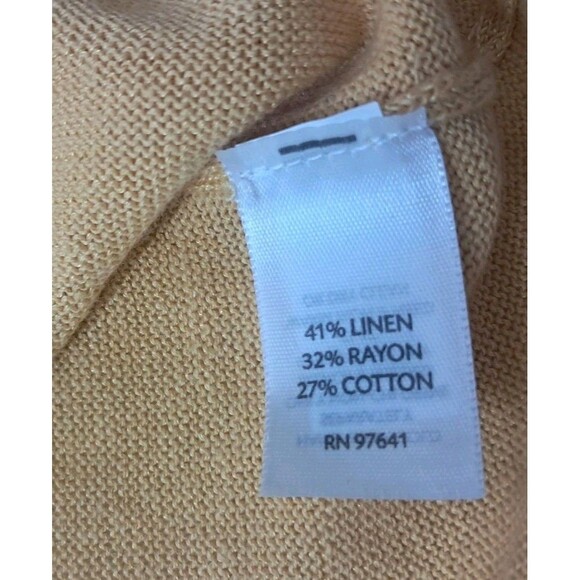 41% LINEN
32% RAYON
27% COTTON
RN 97641